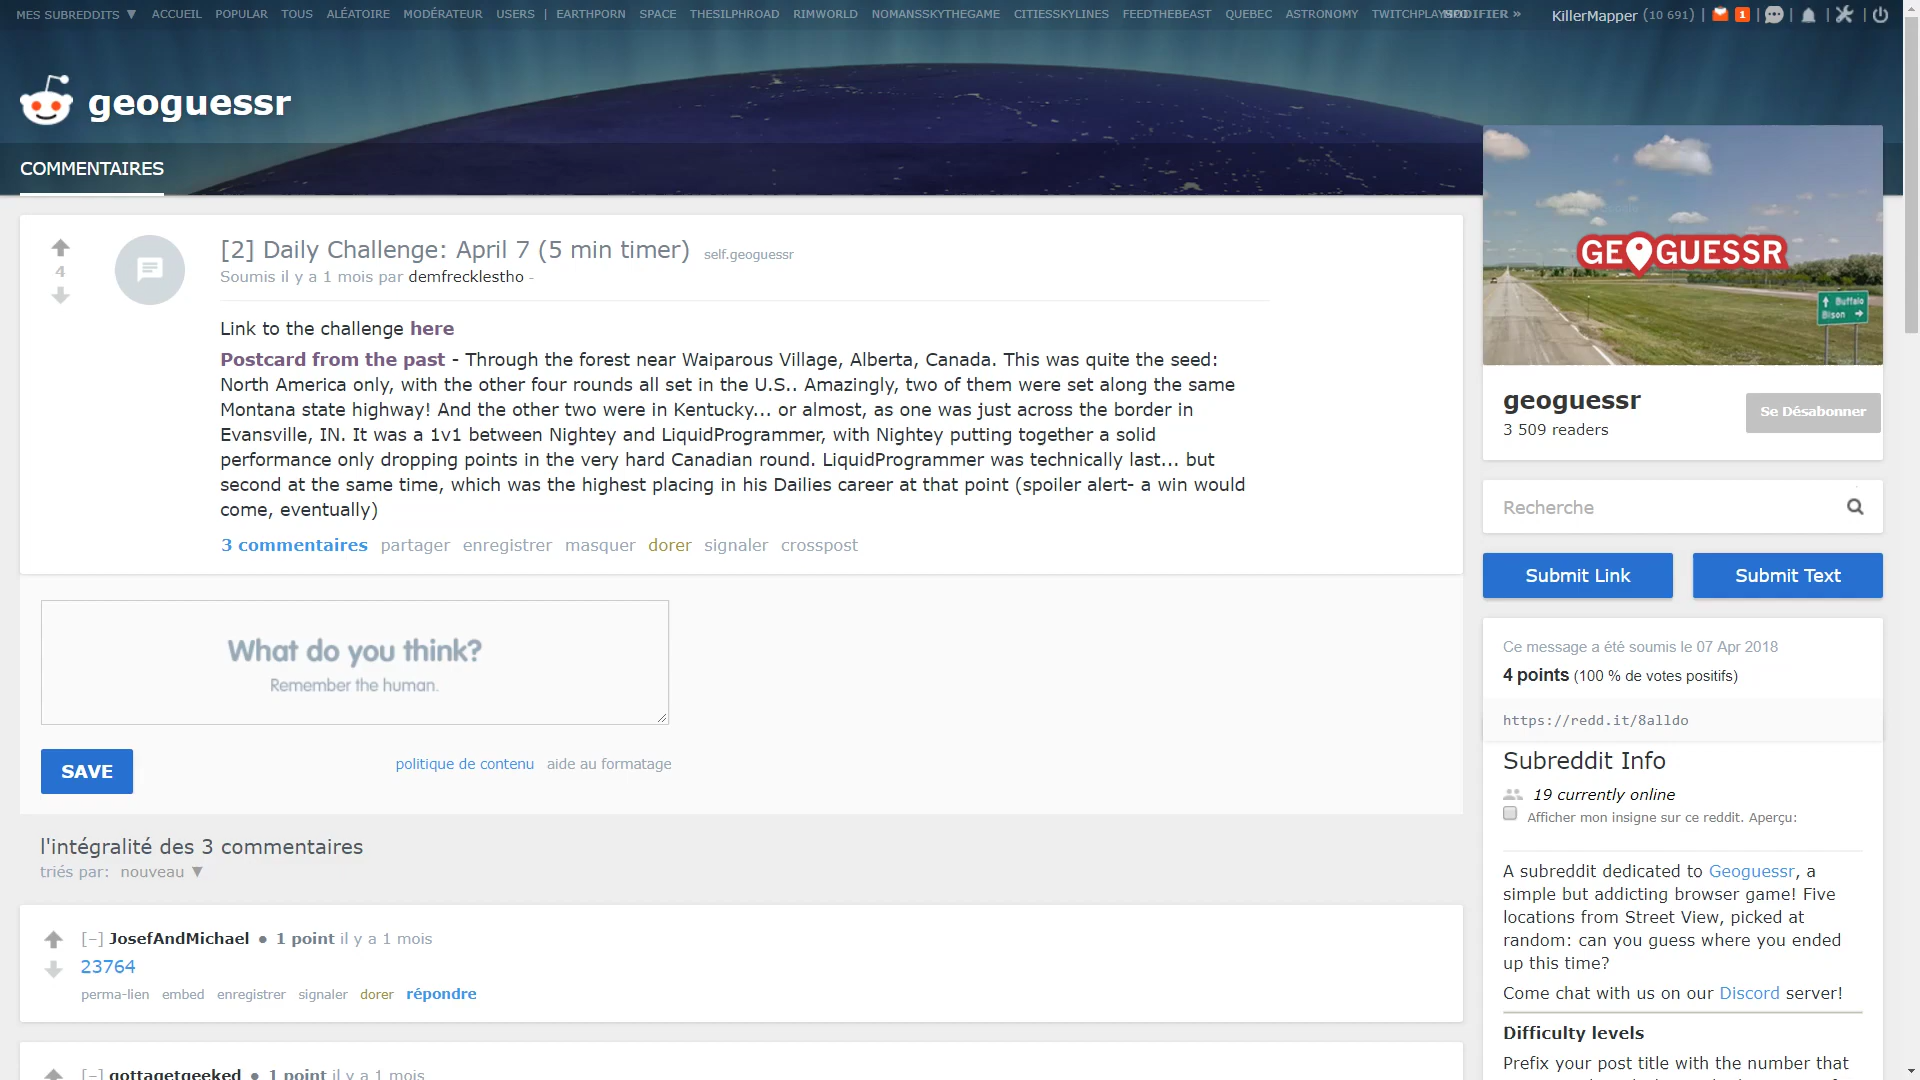 MES SUBREDDITS ▼ ACCUEIL POPULAR TOUS ALÉATOIRE MODÉRATEUR USERS | EARTHPORN SPACE THESILPHROAD RIMWORLD NOMANSSKYTHEGAME CITIESSKYLINES FEEDTHEBEAST QUEBEC ASTRONOMY MODIFIER »
KillerMapper (10 691) | 1 | | | |
geoguessr
COMMENTAIRES
4
[2] Daily Challenge: April 7 (5 min timer) self.geoguessr
Soumis il y a 1 mois par demfrecklestho -
Link to the challenge here
Postcard from the past - Through the forest near Waiparous Village, Alberta, Canada. This was quite the seed:
North America only, with the other four rounds all set in the U.S.. Amazingly, two of them were set along the same
Montana state highway! And the other two were in Kentucky... or almost, as one was just across the border in
Evansville, IN. It was a 1v1 between Nightey and LiquidProgrammer, with Nightey putting together a solid
performance only dropping points in the very hard Canadian round. LiquidProgrammer was technically last... but
second at the same time, which was the highest placing in his Dailies career at that point (spoiler alert- a win would
come, eventually)
3 commentaires partager enregistrer masquer dorer signaler crosspost
What do you think?
Remember the human.
SAVE
politique de contenu aide au formatage
l'intégralité des 3 commentaires
triés par: nouveau ▼
[–] JosefAndMichael • 1 point il y a 1 mois
23764
perma-lien embed enregistrer signaler dorer répondre
[–] gottagetgeeked • 1 point il y a 1 mois
GEOGUESSR
Buffalo
Bison
geoguessr
3 509 readers
Se Désabonner
Recherche
Submit Link
Submit Text
Ce message a été soumis le 07 Apr 2018
4 points (100 % de votes positifs)
https://redd.it/8alldo
Subreddit Info
19 currently online
Afficher mon insigne sur ce reddit. Aperçu:
A subreddit dedicated to Geoguessr, a
simple but addicting browser game! Five
locations from Street View, picked at
random: can you guess where you ended
up this time?
Come chat with us on our Discord server!
Difficulty levels
Prefix your post title with the number that